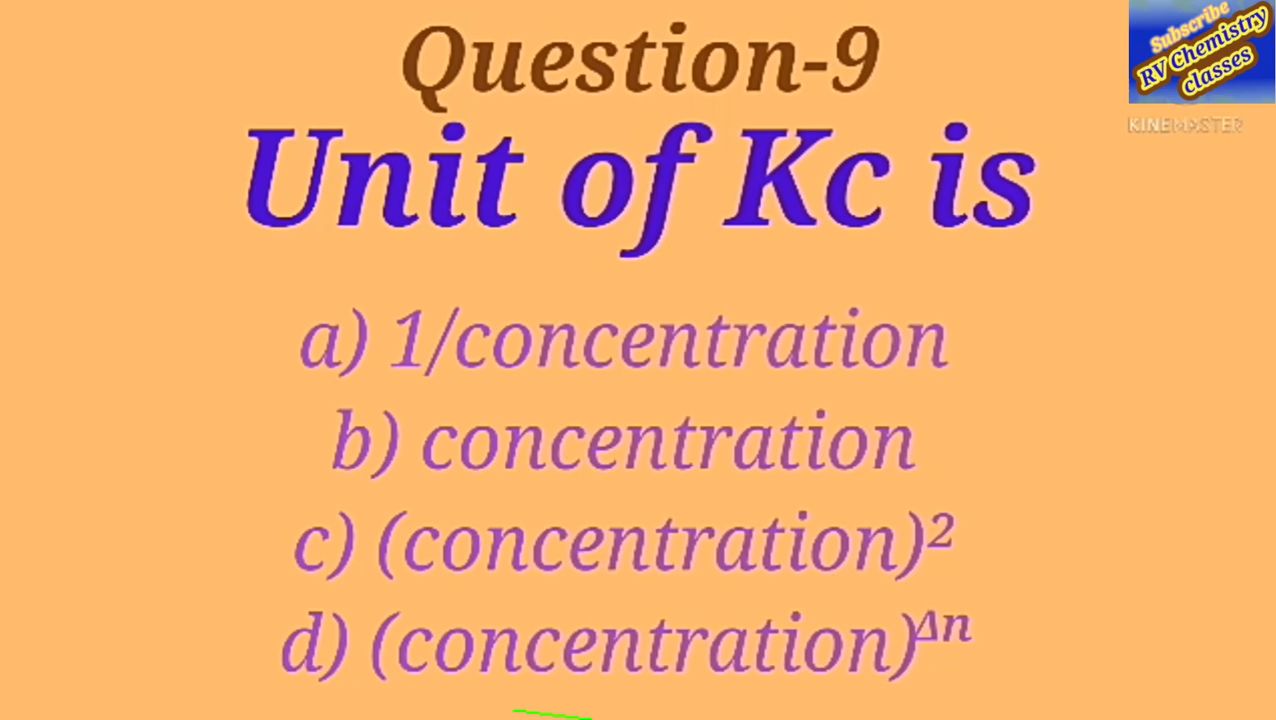 Question-9
Unit of Kc is
a) 1/concentration
b) concentration
c) (concentration)²
d) (concentration)^Δn
Subscribe
RV Chemistry
classes
KINEMASTER